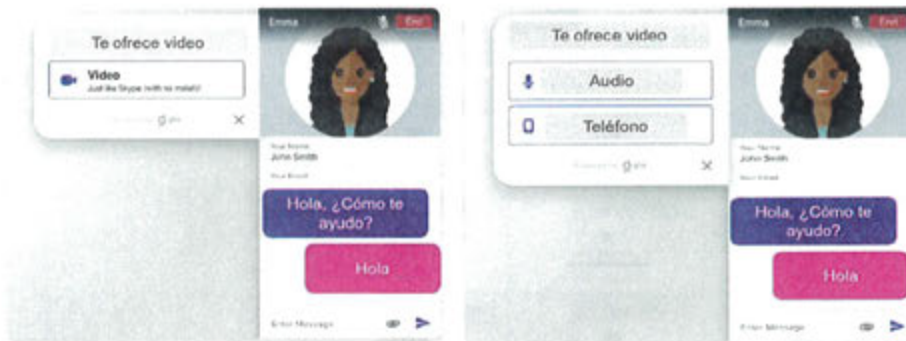 Te ofrece video
Video
Just like Skype (with no install)!
glia
Emma
End
Your Name
John Smith
Your Email
Hola, ¿Cómo te
ayudo?
Hola
Enter Message
Te ofrece video
Audio
Teléfono
glia
Emma
End
Your Name
John Smith
Your Email
Hola, ¿Cómo te
ayudo?
Hola
Enter Message